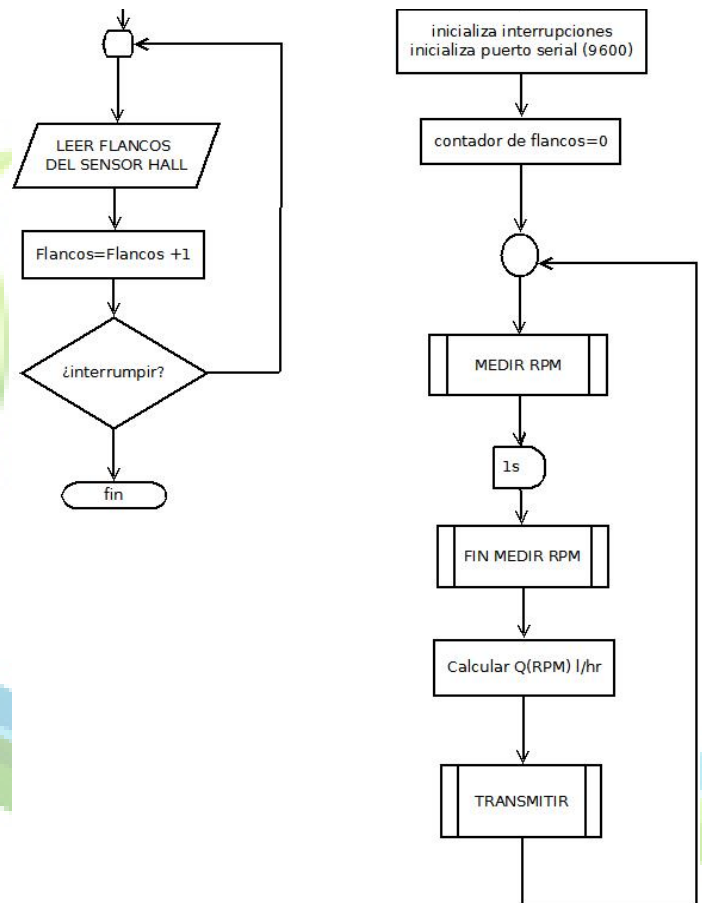 LEER FLANCOS
DEL SENSOR HALL
Flancos=Flancos +1
¿interrumpir?
fin
inicializa interrupciones
inicializa puerto serial (9600)
contador de flancos=0
MEDIR RPM
1s
FIN MEDIR RPM
Calcular Q(RPM) l/hr
TRANSMITIR